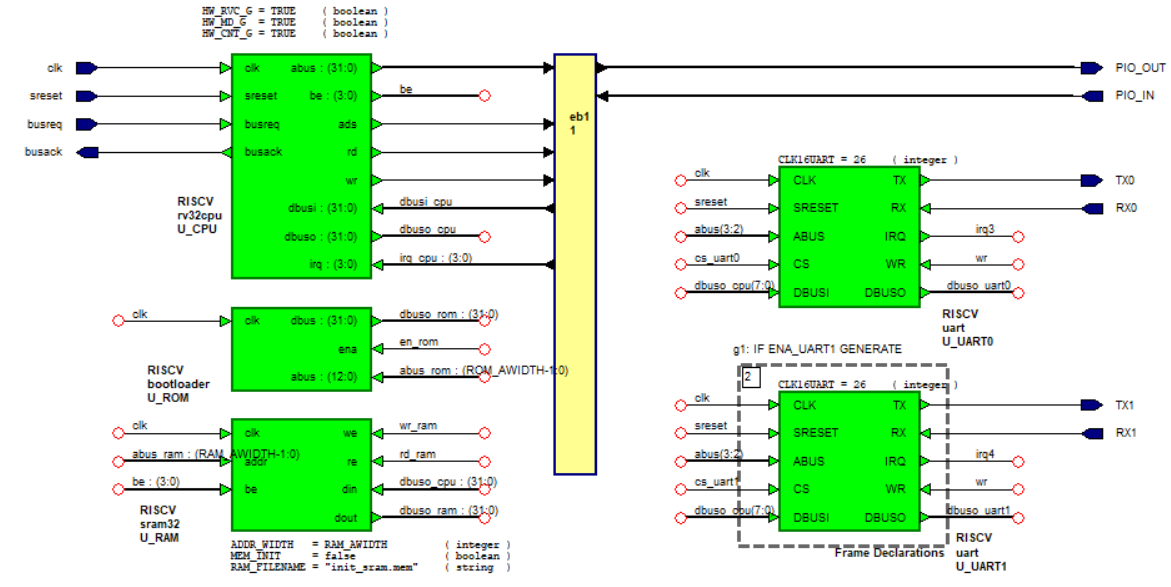 HW_RVC_G = TRUE ( boolean )
HW_MD_G = TRUE ( boolean )
HW_CNT_G = TRUE ( boolean )
clk
sreset
busreq
busack
clk abus : (31:0)
sreset be : (3:0)
busreq ads
busack rd
wr
dbusi : (31:0)
dbuso : (31:0)
irq : (3:0)
be
dbusi_cpu
dbuso_cpu
irq_cpu : (3:0)
RISCV
rv32cpu
U_CPU
eb1
1
PIO_OUT
PIO_IN
CLK16UART = 26 ( integer )
clk
sreset
abus(3:2)
cs_uart0
dbuso_cpu(7:0)
CLK TX
SRESET RX
ABUS IRQ
CS WR
DBUSI DBUSO
TX0
RX0
irq3
wr
dbuso_uart0
RISCV
uart
U_UART0
clk
clk dbus : (31:0)
ena
abus : (12:0)
dbuso_rom : (31:0)
en_rom
abus_rom : (ROM_AWIDTH-1:0)
RISCV
bootloader
U_ROM
g1: IF ENA_UART1 GENERATE
2
CLK16UART = 26 ( integer )
clk
sreset
abus(3:2)
cs_uart1
dbuso_cpu(7:0)
CLK TX
SRESET RX
ABUS IRQ
CS WR
DBUSI DBUSO
TX1
RX1
irq4
wr
dbuso_uart1
Frame Declarations
RISCV
uart
U_UART1
clk
abus_ram : (RAM_AWIDTH-1:0)
be : (3:0)
clk we
addr re
be din
dout
wr_ram
rd_ram
dbuso_cpu : (31:0)
dbuso_ram : (31:0)
RISCV
sram32
U_RAM
ADDR_WIDTH = RAM_AWIDTH ( integer )
MEM_INIT = false ( boolean )
RAM_FILENAME = "init_sram.mem" ( string )